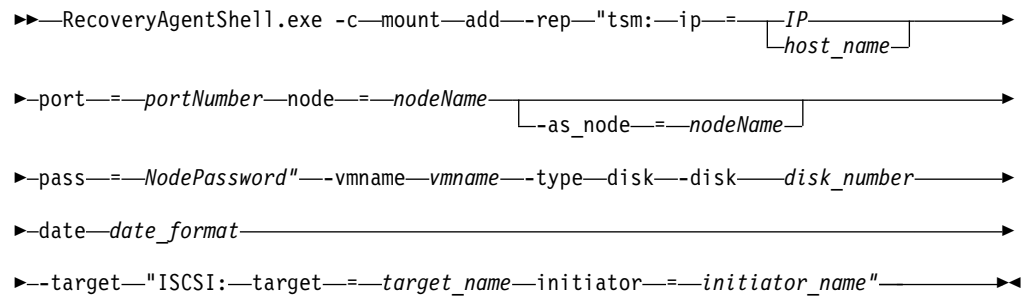 ►►—RecoveryAgentShell.exe -c—mount—add—-rep—"tsm:—ip—=—IP—►
host_name
►—port—=—portNumber—node—=—nodeName—►
-as_node—=—nodeName
►—pass—=—NodePassword"—-vmname—vmname—-type—disk—-disk—disk_number—►
►—date—date_format—►
►—-target—"ISCSI:—target—=—target_name—initiator—=—initiator_name"—►◄